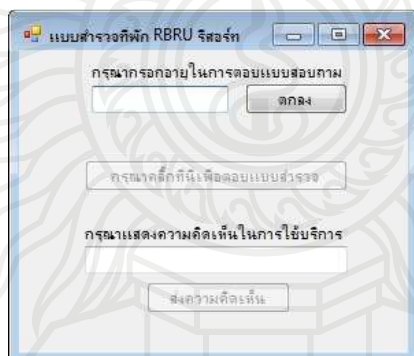 แบบสำรวจที่พัก RBRU รีสอร์ท
กรุณากรอกอายุในการตอบแบบสอบถาม
ตกลง
กรุณาคลิ๊กที่นี่เพื่อตอบแบบสำรวจ
กรุณาแสดงความคิดเห็นในการใช้บริการ
ส่งความคิดเห็น